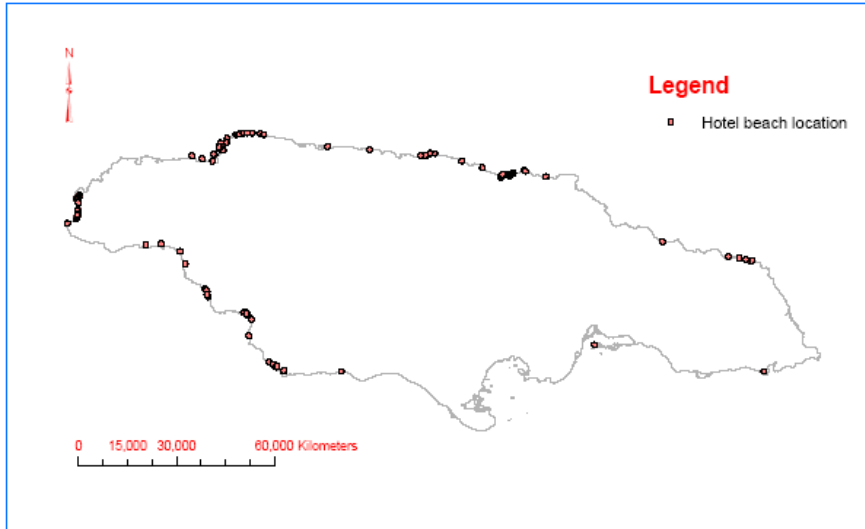 N
S
Legend
Hotel beach location
0 15,000 30,000 60,000 Kilometers